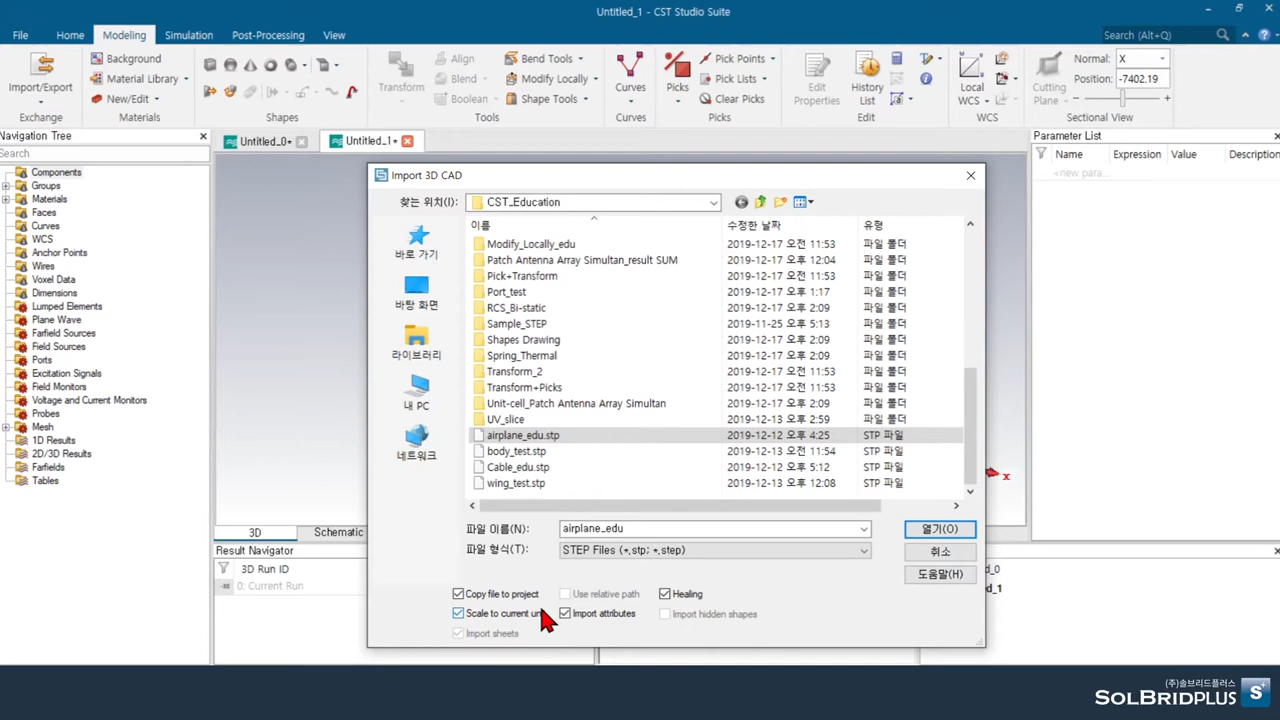 Untitled_1 - CST Studio Suite
File Home Modeling Simulation Post-Processing View Search (Alt+Q)
Import/Export
Exchange
Background
Material Library
New/Edit
Materials
Shapes
Transform
Align
Blend
Boolean
Bend Tools
Modify Locally
Shape Tools
Tools
Curves
Curves
Picks
Pick Points
Pick Lists
Clear Picks
Picks
Edit
Properties
History
List
Edit
Local
WCS
WCS
Cutting
Plane
Normal: X
Position: -7402.19
Sectional View
Navigation Tree
Search
Components
Groups
Materials
Faces
Curves
WCS
Anchor Points
Wires
Voxel Data
Dimensions
Lumped Elements
Plane Wave
Farfield Sources
Field Sources
Ports
Excitation Signals
Field Monitors
Voltage and Current Monitors
Probes
Mesh
1D Results
2D/3D Results
Farfields
Tables
Untitled_0*
Untitled_1*
Import 3D CAD
찾는 위치(I): CST_Education
바로 가기
바탕 화면
라이브러리
내 PC
네트워크
이름 수정한 날짜 유형
Modify_Locally_edu 2019-12-17 오전 11:53 파일 폴더
Patch Antenna Array Simultan_result SUM 2019-12-17 오후 12:04 파일 폴더
Pick+Transform 2019-12-17 오전 11:53 파일 폴더
Port_test 2019-12-17 오후 1:17 파일 폴더
RCS_Bi-static 2019-12-17 오후 2:09 파일 폴더
Sample_STEP 2019-11-25 오후 5:13 파일 폴더
Shapes Drawing 2019-12-17 오후 2:09 파일 폴더
Spring_Thermal 2019-12-17 오후 2:09 파일 폴더
Transform_2 2019-12-17 오전 11:53 파일 폴더
Transform+Picks 2019-12-17 오전 11:53 파일 폴더
Unit-cell_Patch Antenna Array Simultan 2019-12-17 오후 2:09 파일 폴더
UV_slice 2019-12-13 오후 2:59 파일 폴더
airplane_edu.stp 2019-12-12 오후 4:25 STP 파일
body_test.stp 2019-12-13 오전 11:54 STP 파일
Cable_edu.stp 2019-12-12 오후 5:12 STP 파일
wing_test.stp 2019-12-13 오후 12:08 STP 파일
파일 이름(N): airplane_edu 열기(O)
파일 형식(T): STEP Files (*.stp; *.step) 취소
도움말(H)
Copy file to project Use relative path Healing
Scale to current un Import attributes Import hidden shapes
Import sheets
x
3D Schematic
Result Navigator
3D Run ID
0: Current Run
Parameter List
Name Expression Value Description
<new para...
(주)솔브리드플러스
SOLBRIDPLUS S+